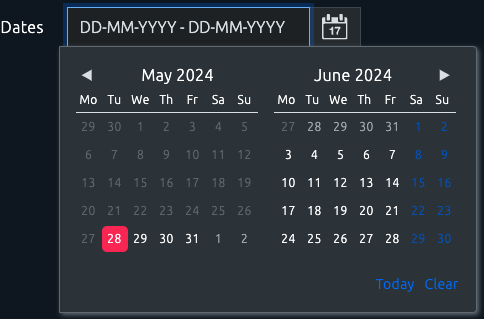 Dates DD-MM-YYYY - DD-MM-YYYY 17
◀ May 2024 June 2024 ▶
Mo Tu We Th Fr Sa Su Mo Tu We Th Fr Sa Su
29 30 1 2 3 4 5 27 28 29 30 31 1 2
6 7 8 9 10 11 12 3 4 5 6 7 8 9
13 14 15 16 17 18 19 10 11 12 13 14 15 16
20 21 22 23 24 25 26 17 18 19 20 21 22 23
27 28 29 30 31 1 2 24 25 26 27 28 29 30
Today Clear